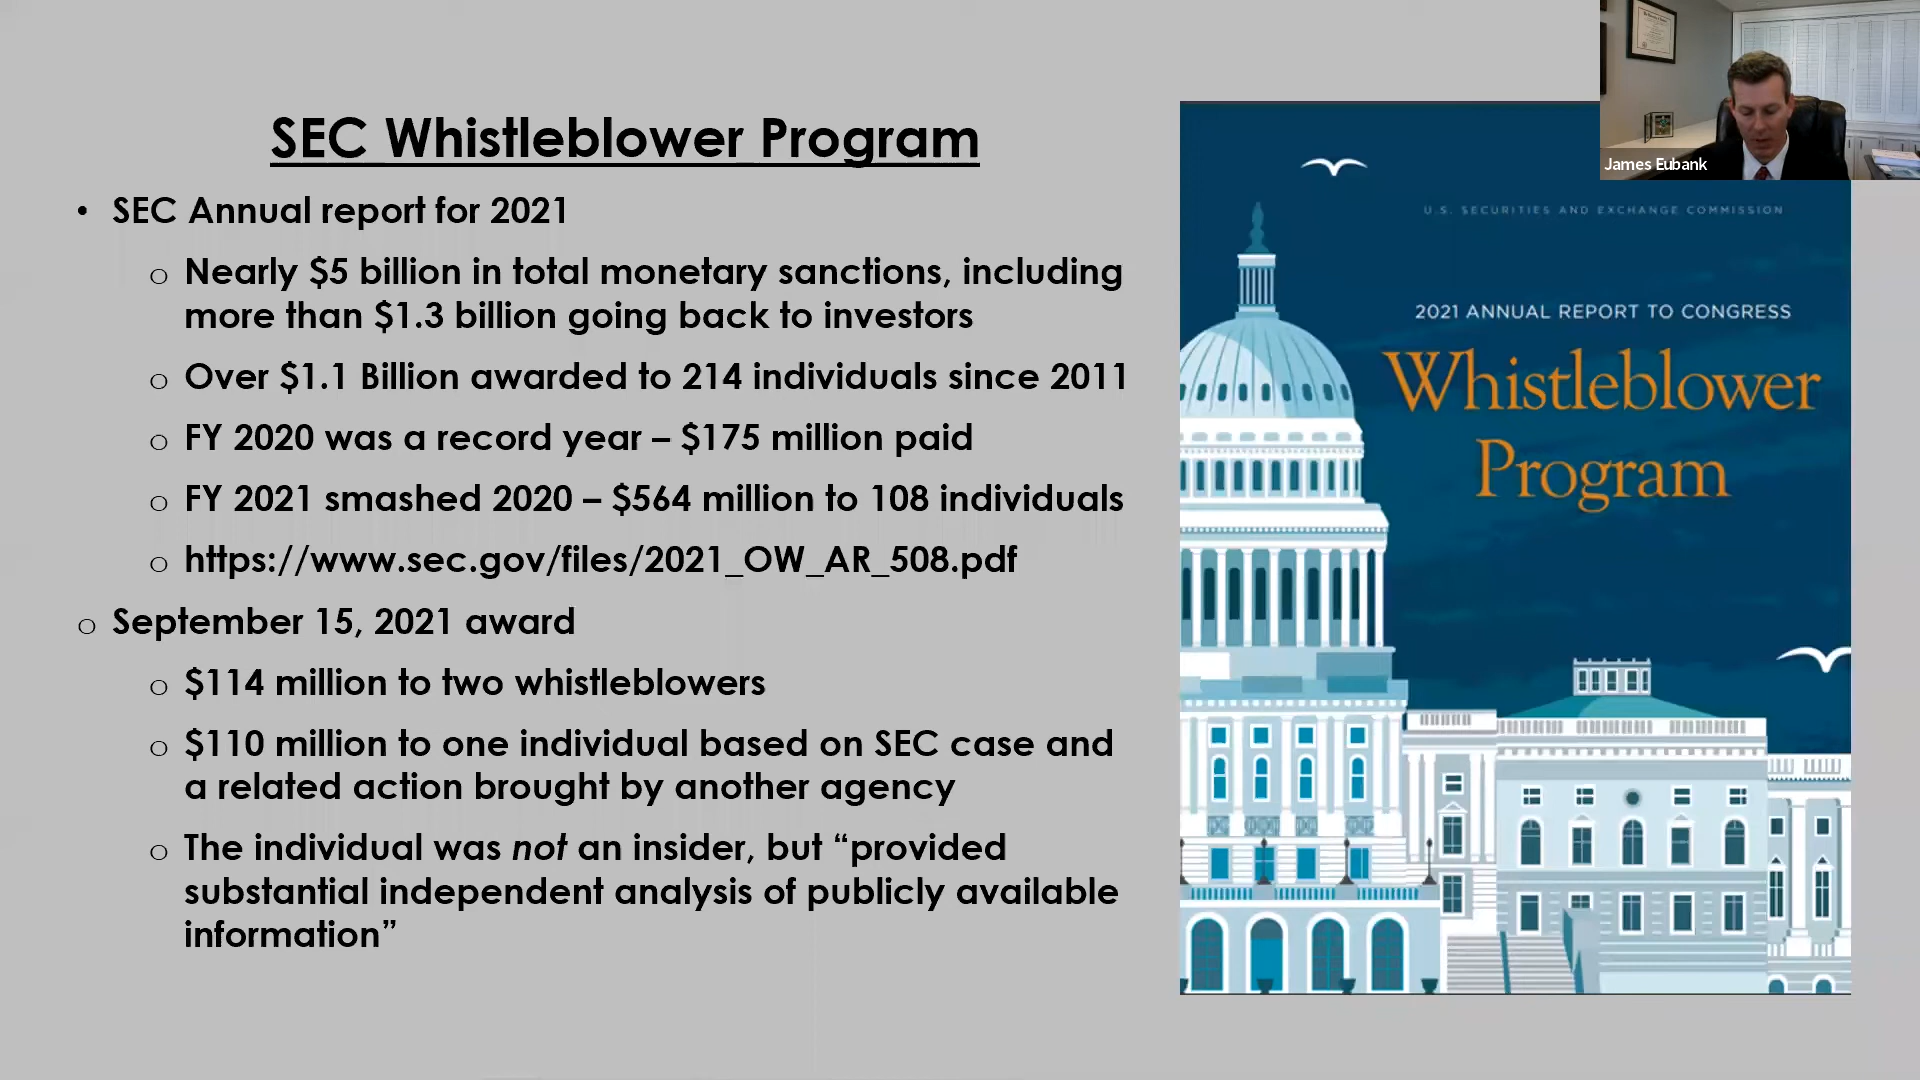 SEC Whistleblower Program
• SEC Annual report for 2021
o Nearly $5 billion in total monetary sanctions, including
more than $1.3 billion going back to investors
o Over $1.1 Billion awarded to 214 individuals since 2011
o FY 2020 was a record year – $175 million paid
o FY 2021 smashed 2020 – $564 million to 108 individuals
o https://www.sec.gov/files/2021_OW_AR_508.pdf
o September 15, 2021 award
o $114 million to two whistleblowers
o $110 million to one individual based on SEC case and
a related action brought by another agency
o The individual was not an insider, but “provided
substantial independent analysis of publicly available
information”
James Eubank
U.S. SECURITIES AND EXCHANGE COMMISSION
2021 ANNUAL REPORT TO CONGRESS
Whistleblower
Program